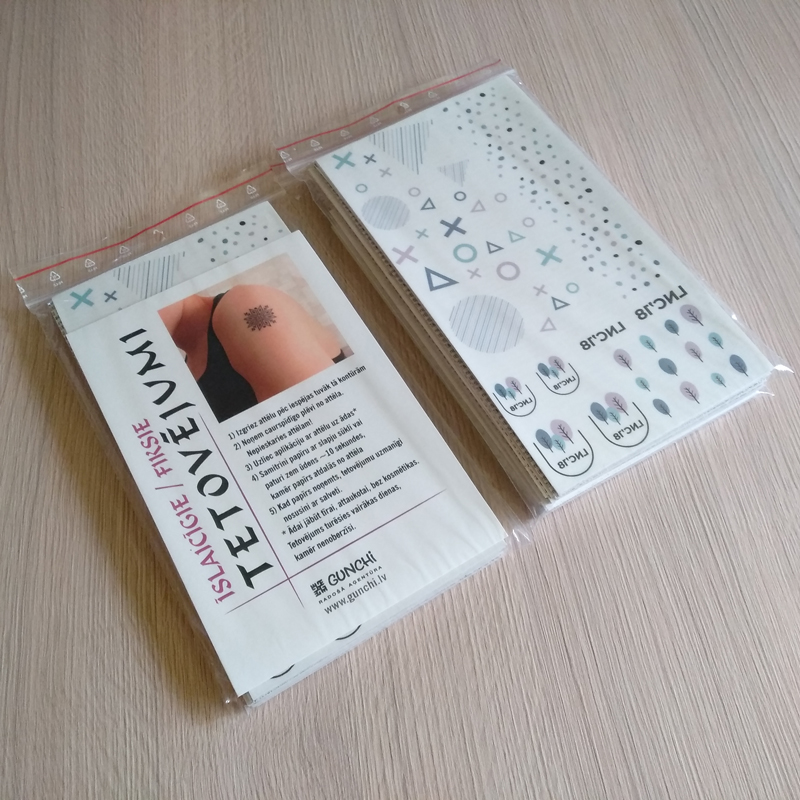 ĪSLAICĪGIE / FIKSIE
TETOVĒJUMI
1) Izgriez attēlu pēc iespējas tuvāk tā kontūrām
2) Noņem caurspīdīgo plēvi no attēla.
Nepieskaries attēlam!
3) Uzliec aplikāciju ar attēlu uz ādas*
4) Samitrini papīru ar slapju sūkli vai
paturi zem ūdens —10 sekundes,
kamēr papīrs atdalās no attēla
5) Kad papīrs noņemts, tetovējumu uzmanīgi
nosusini ar salveti.
* Ādai jābūt tīrai, attaukotai, bez kosmētikas.
Tetovējums turēsies vairākas dienas,
kamēr nenoberzīsi.
GUNCHi
RADOŠĀ AĢENTŪRA
www.gunchi.lv
LNC'18
LNC'18
LNC'18
LNC'18
LNC'18
LNC'18